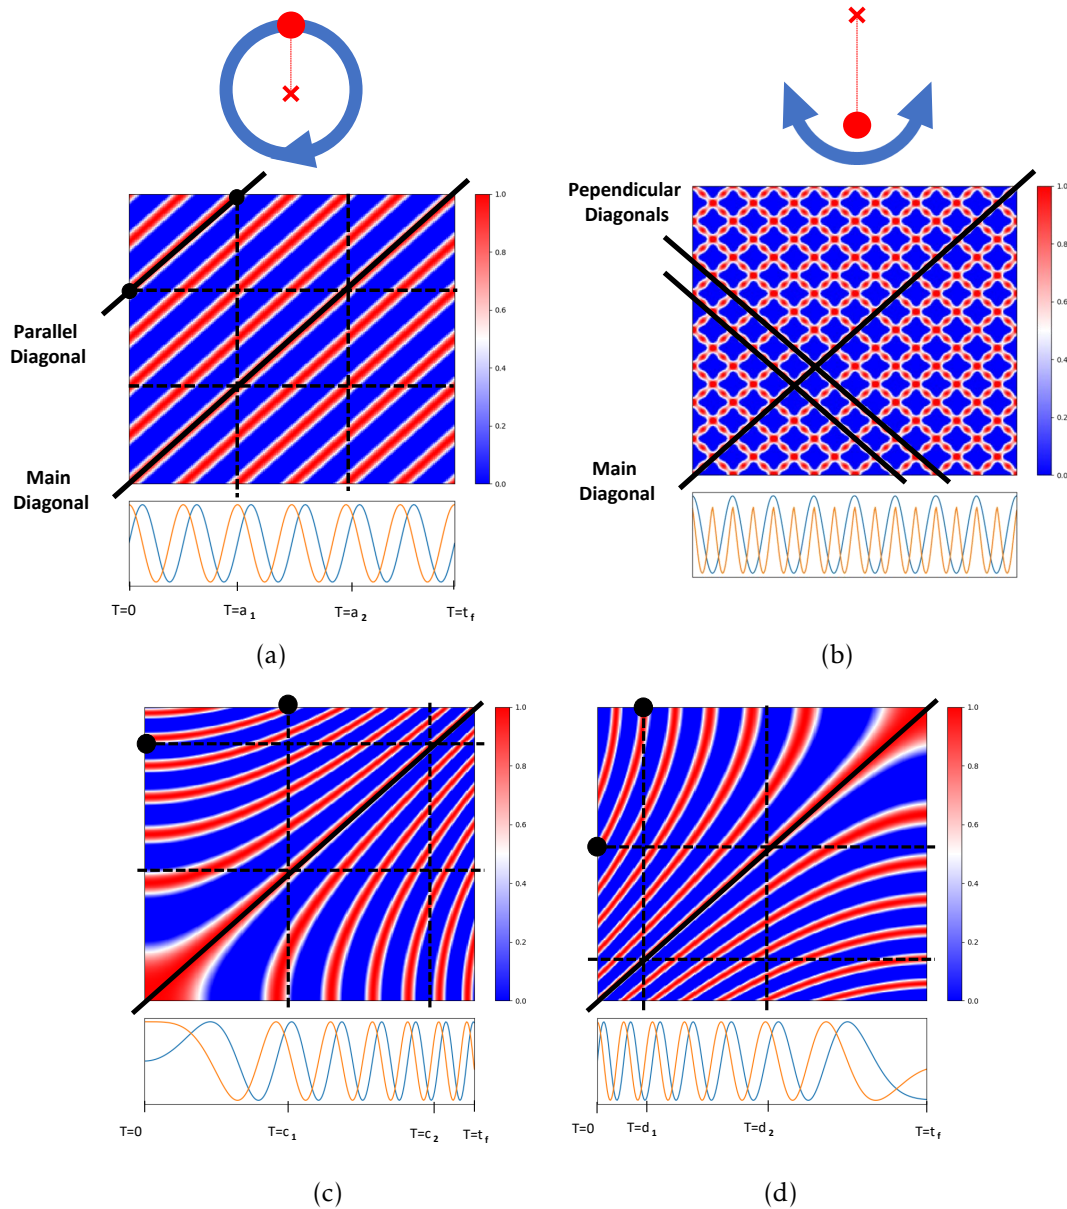 Parallel
Diagonal
Main
Diagonal
1.0
0.8
0.6
0.4
0.2
0.0
T=0
T=a 1
T=a 2
T=t f
(a)
Pependicular
Diagonals
Main
Diagonal
1.0
0.8
0.6
0.4
0.2
0.0
(b)
1.0
0.8
0.6
0.4
0.2
0.0
T=0
T=c 1
T=c 2
T=t f
(c)
1.0
0.8
0.6
0.4
0.2
0.0
T=0
T=d 1
T=d 2
T=t f
(d)